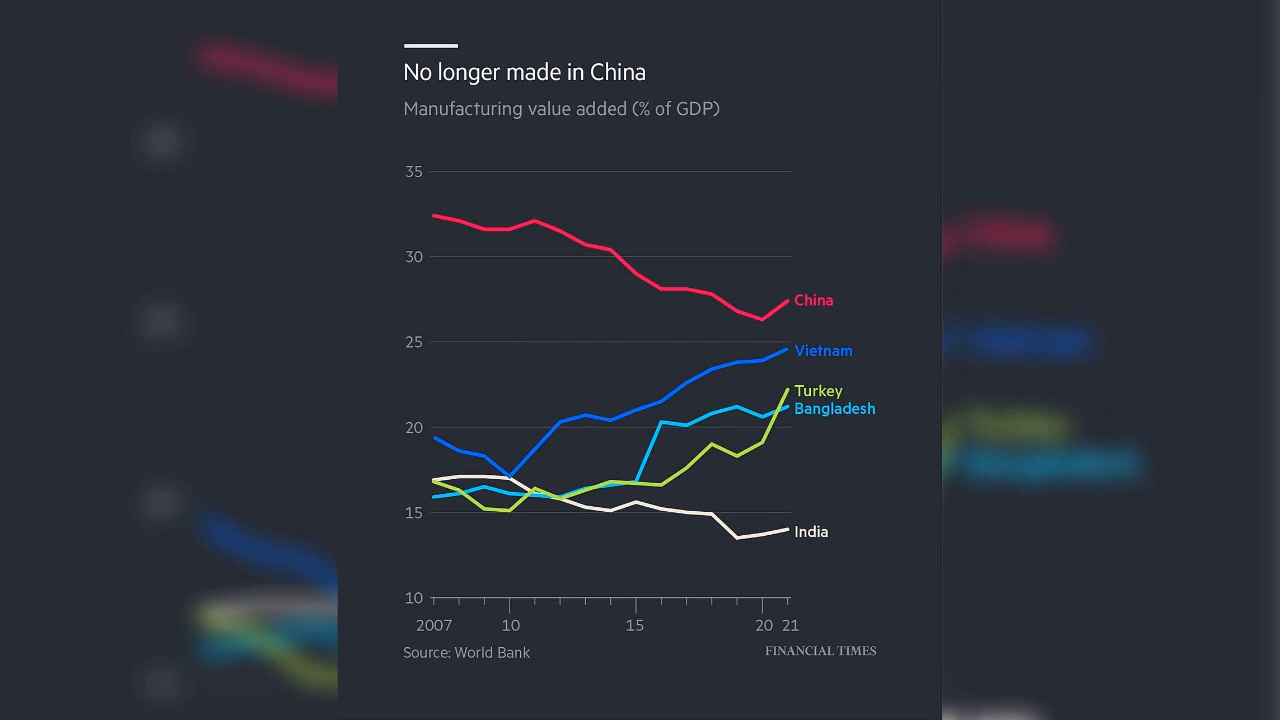 No longer made in China
Manufacturing value added (% of GDP)
35
30
China
25
Vietnam
Turkey
20
Bangladesh
15
India
10
2007 10 15 20 21
Source: World Bank
FINANCIAL TIMES